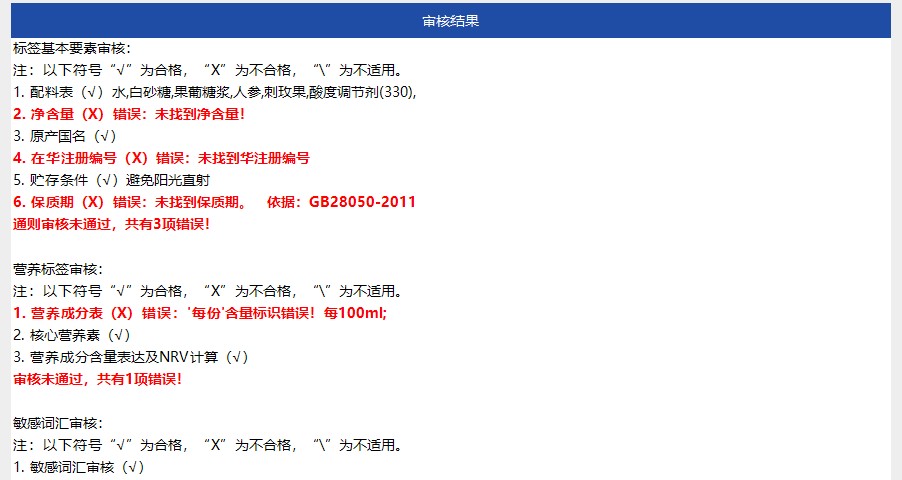 审核结果
标签基本要素审核:
注：以下符号“√”为合格，“X”为不合格，“\”为不适用。
1. 配料表（√）水,白砂糖,果葡糖浆,人参,刺玫果,酸度调节剂(330),
2. 净含量（X）错误：未找到净含量!
3. 原产国名（√）
4. 在华注册编号（X）错误：未找到华注册编号
5. 贮存条件（√）避免阳光直射
6. 保质期（X）错误：未找到保质期。 依据：GB28050-2011
通则审核未通过，共有3项错误!
营养标签审核:
注：以下符号“√”为合格，“X”为不合格，“\”为不适用。
1. 营养成分表（X）错误：'每份'含量标识错误！每100ml;
2. 核心营养素（√）
3. 营养成分含量表达及NRV计算（√）
审核未通过，共有1项错误!
敏感词汇审核:
注：以下符号“√”为合格，“X”为不合格，“\”为不适用。
1. 敏感词汇审核（√）